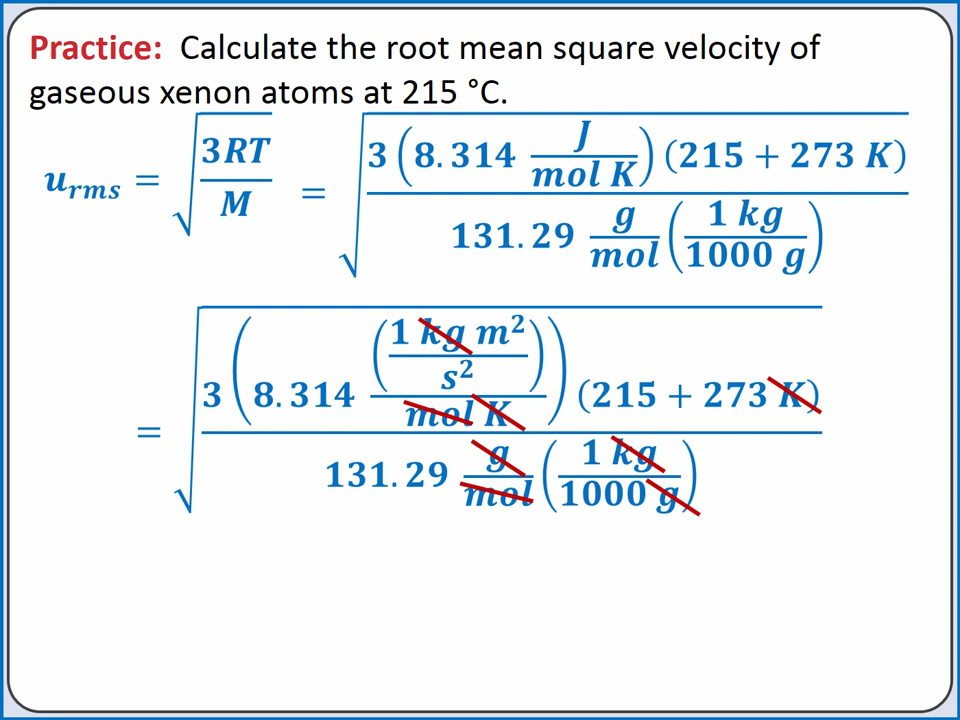 Practice: Calculate the root mean square velocity of
gaseous xenon atoms at 215 °C.
u_rms = √(3RT / M) = √(3 (8.314 J / mol K) (215 + 273 K) / 131.29 g / mol (1 kg / 1000 g))
= √(3 (8.314 (1 kg m² / s²) / mol K) (215 + 273 K) / 131.29 g / mol (1 kg / 1000 g))